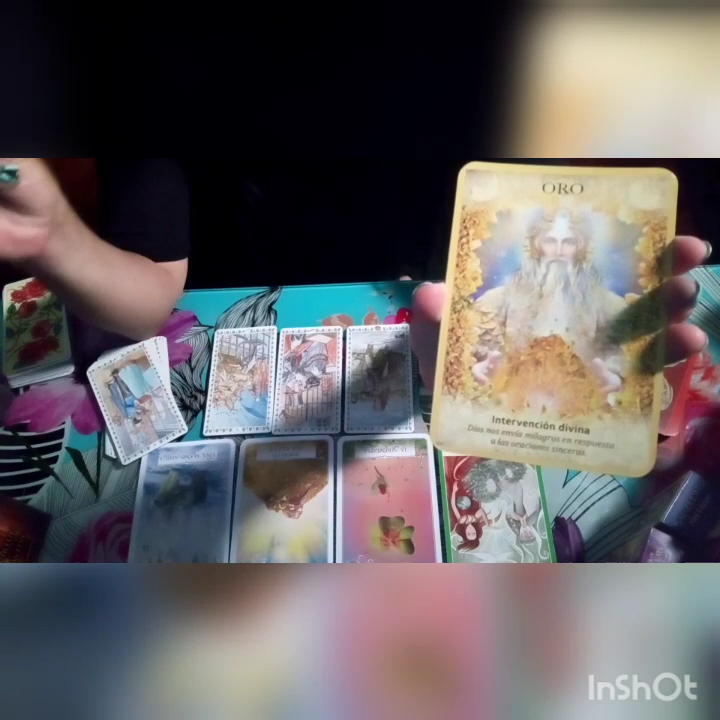 ORO
Intervención divina
Dios nos envía milagros en respuesta
a las oraciones sinceras.
InShOt